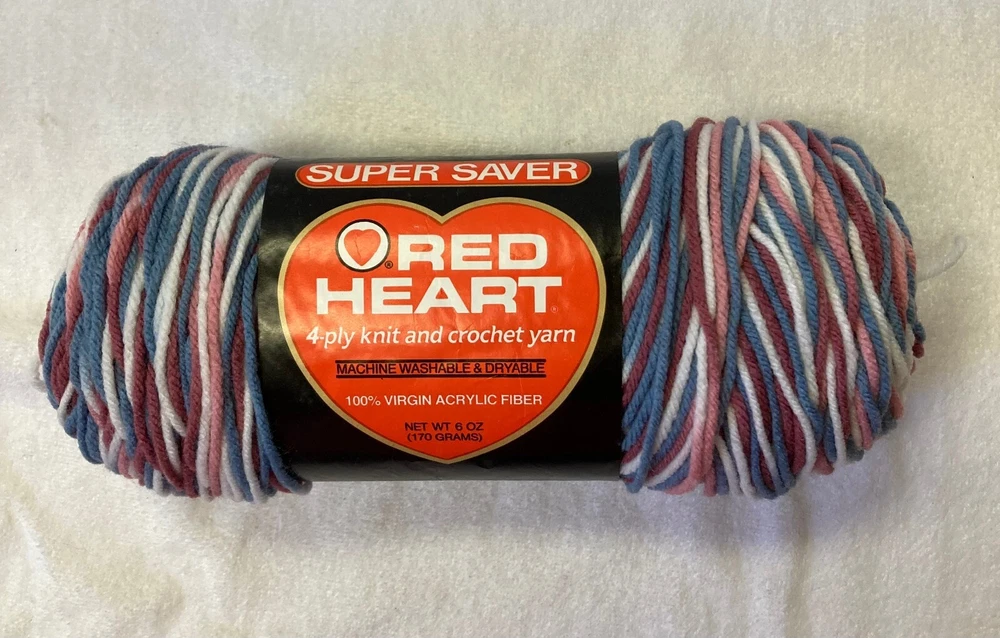 SUPER SAVER
RED
HEART
4-ply knit and crochet yarn
MACHINE WASHABLE & DRYABLE
100% VIRGIN ACRYLIC FIBER
NET WT 6 OZ
(170 GRAMS)